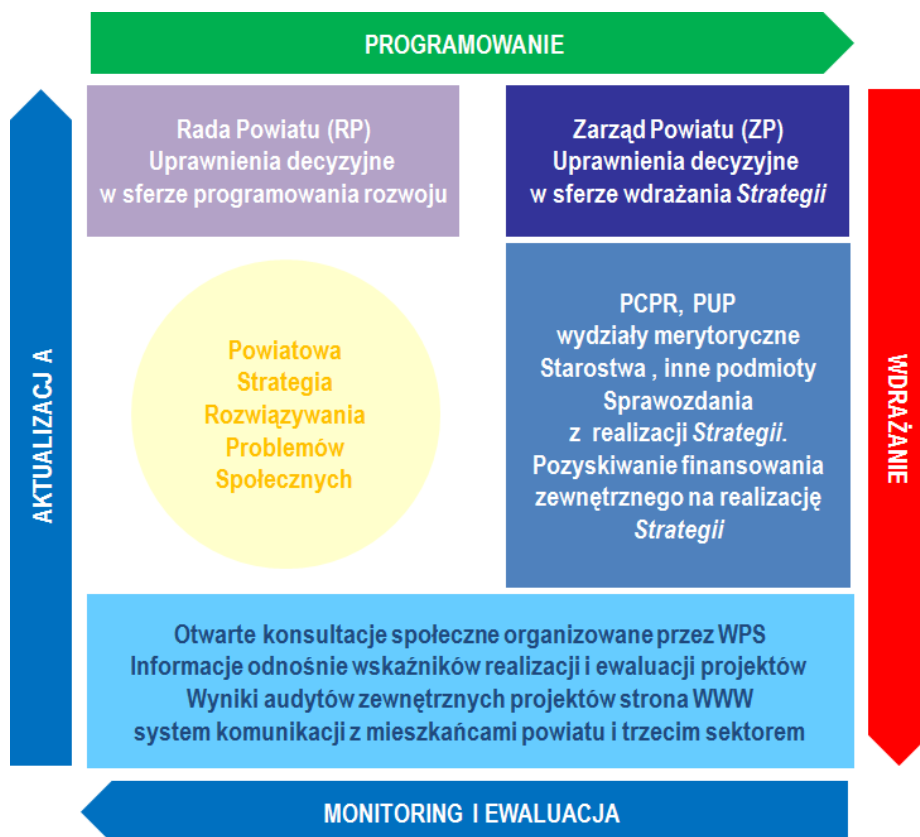 PROGRAMOWANIE
Rada Powiatu (RP)
Uprawnienia decyzyjne
w sferze programowania rozwoju
Zarząd Powiatu (ZP)
Uprawnienia decyzyjne
w sferze wdrażania Strategii
AKTUALIZACJ A
Powiatowa
Strategia
Rozwiązywania
Problemów
Społecznych
PCPR, PUP
wydziały merytoryczne
Starostwa , inne podmioty
Sprawozdania
z realizacji Strategii.
Pozyskiwanie finansowania
zewnętrznego na realizację
Strategii
WDRAŻANIE
Otwarte konsultacje społeczne organizowane przez WPS
Informacje odnośnie wskaźników realizacji i ewaluacji projektów
Wyniki audytów zewnętrznych projektów strona WWW
system komunikacji z mieszkańcami powiatu i trzecim sektorem
MONITORING I EWALUACJA